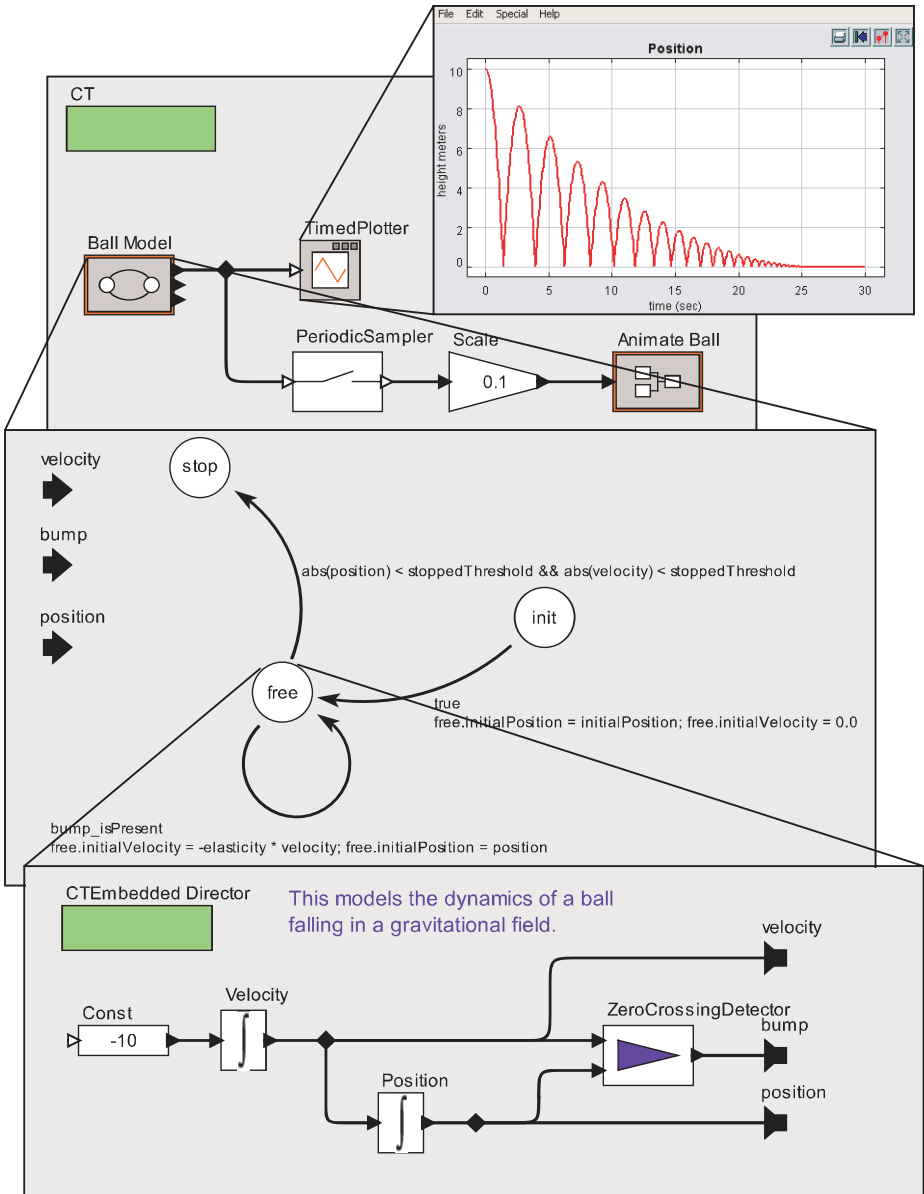 File Edit Special Help
Position
height meters
10
8
6
4
2
0
0 5 10 15 20 25 30
time (sec)
CT
Ball Model
TimedPlotter
PeriodicSampler
Scale
0.1
Animate Ball
velocity
bump
position
stop
abs(position) < stoppedThreshold && abs(velocity) < stoppedThreshold
init
free
true
free.initialPosition = initialPosition; free.initialVelocity = 0.0
bump_isPresent
free.initialVelocity = -elasticity * velocity; free.initialPosition = position
CTEmbedded Director
This models the dynamics of a ball
falling in a gravitational field.
velocity
Const
-10
Velocity
ZeroCrossingDetector
bump
Position
position